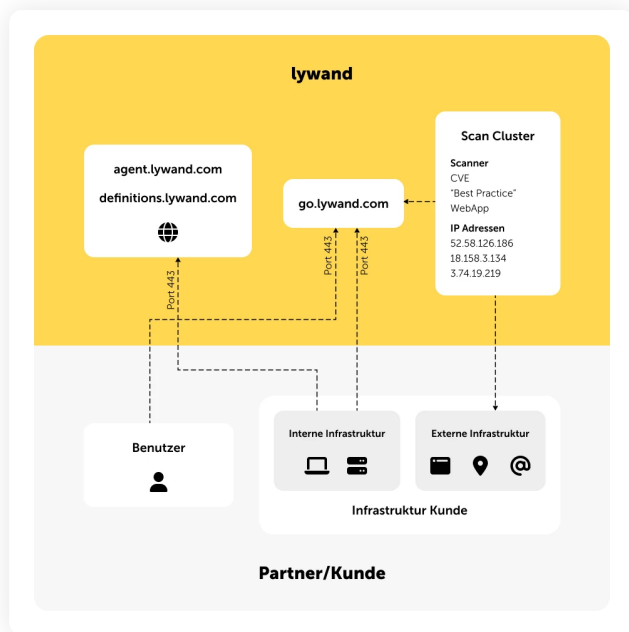 lywand
agent.lywand.com
definitions.lywand.com
go.lywand.com
Scan Cluster
Scanner
CVE
"Best Practice"
WebApp
IP Adressen
52.58.126.186
18.158.3.134
3.74.19.219
Port 443
Port 443
Port 443
Benutzer
Interne Infrastruktur
Externe Infrastruktur
Infrastruktur Kunde
Partner/Kunde